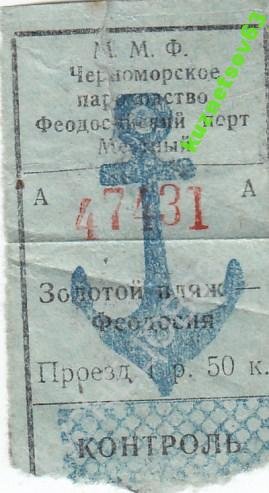 М. М. Ф.
Черноморское
пароходство
Феодосийский порт
Местный
А 47431 А
Золотой пляж —
Феодосия
Проезд 1 р. 50 к.
КОНТРОЛЬ